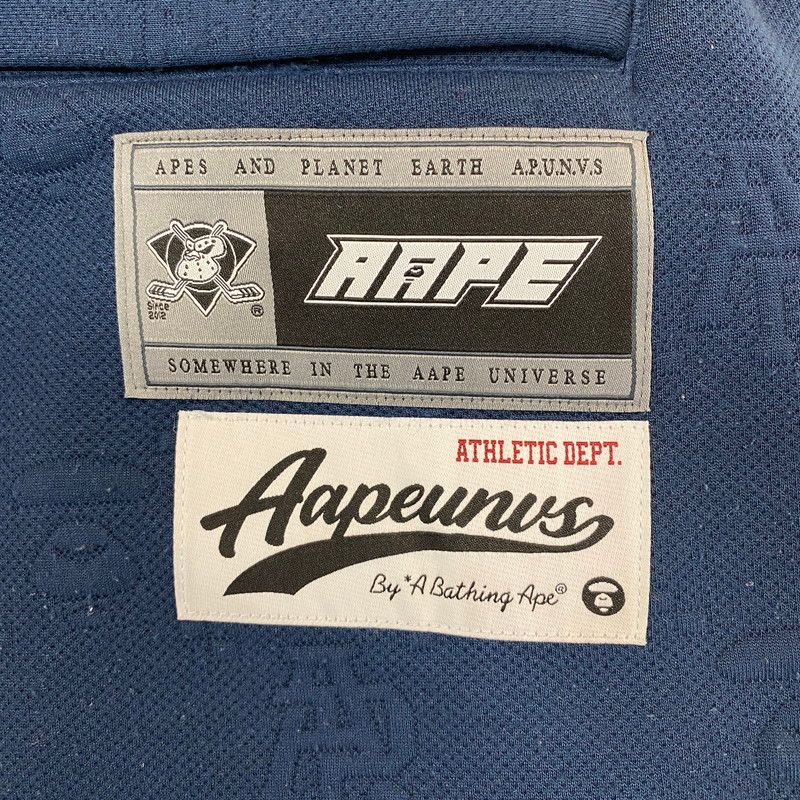 APES AND PLANET EARTH A.P.U.N.V.S
AAPE
Since
2012
®
SOMEWHERE IN THE AAPE UNIVERSE
ATHLETIC DEPT.
Aapeunvs
By *A Bathing Ape®